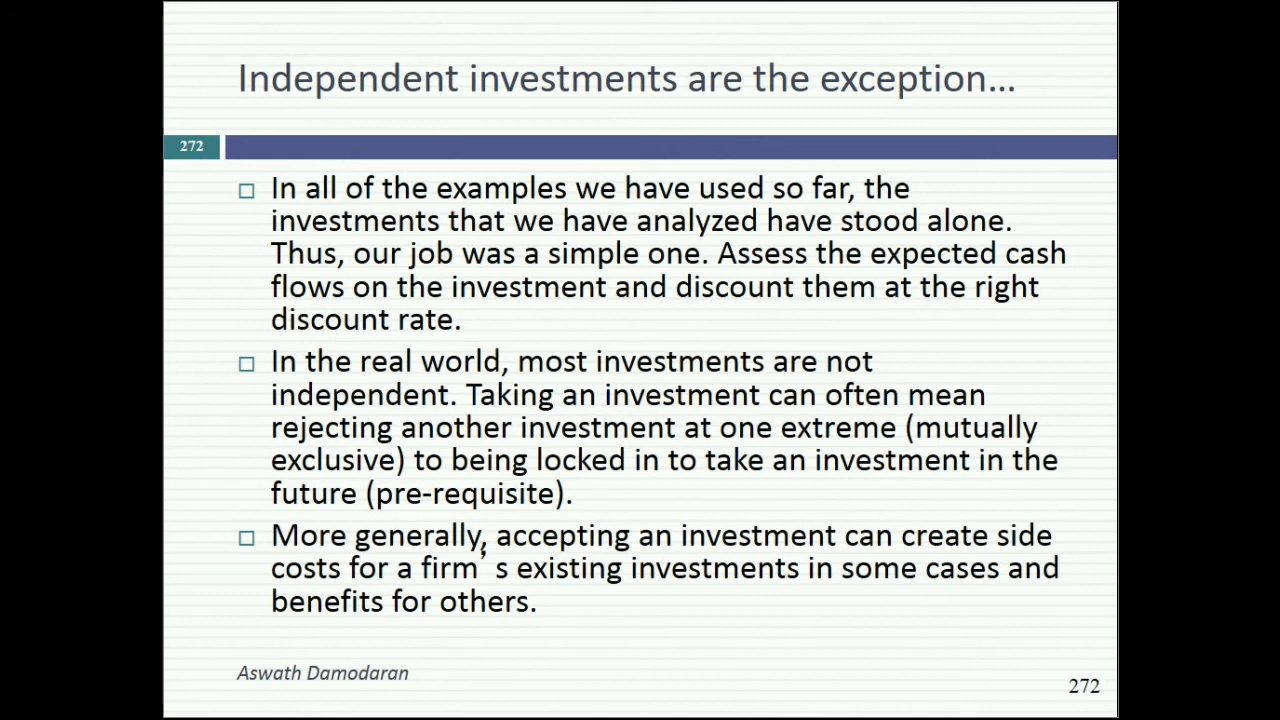 Independent investments are the exception…
272
In all of the examples we have used so far, the
investments that we have analyzed have stood alone.
Thus, our job was a simple one. Assess the expected cash
flows on the investment and discount them at the right
discount rate.
In the real world, most investments are not
independent. Taking an investment can often mean
rejecting another investment at one extreme (mutually
exclusive) to being locked in to take an investment in the
future (pre-requisite).
More generally, accepting an investment can create side
costs for a firm’ s existing investments in some cases and
benefits for others.
Aswath Damodaran
272